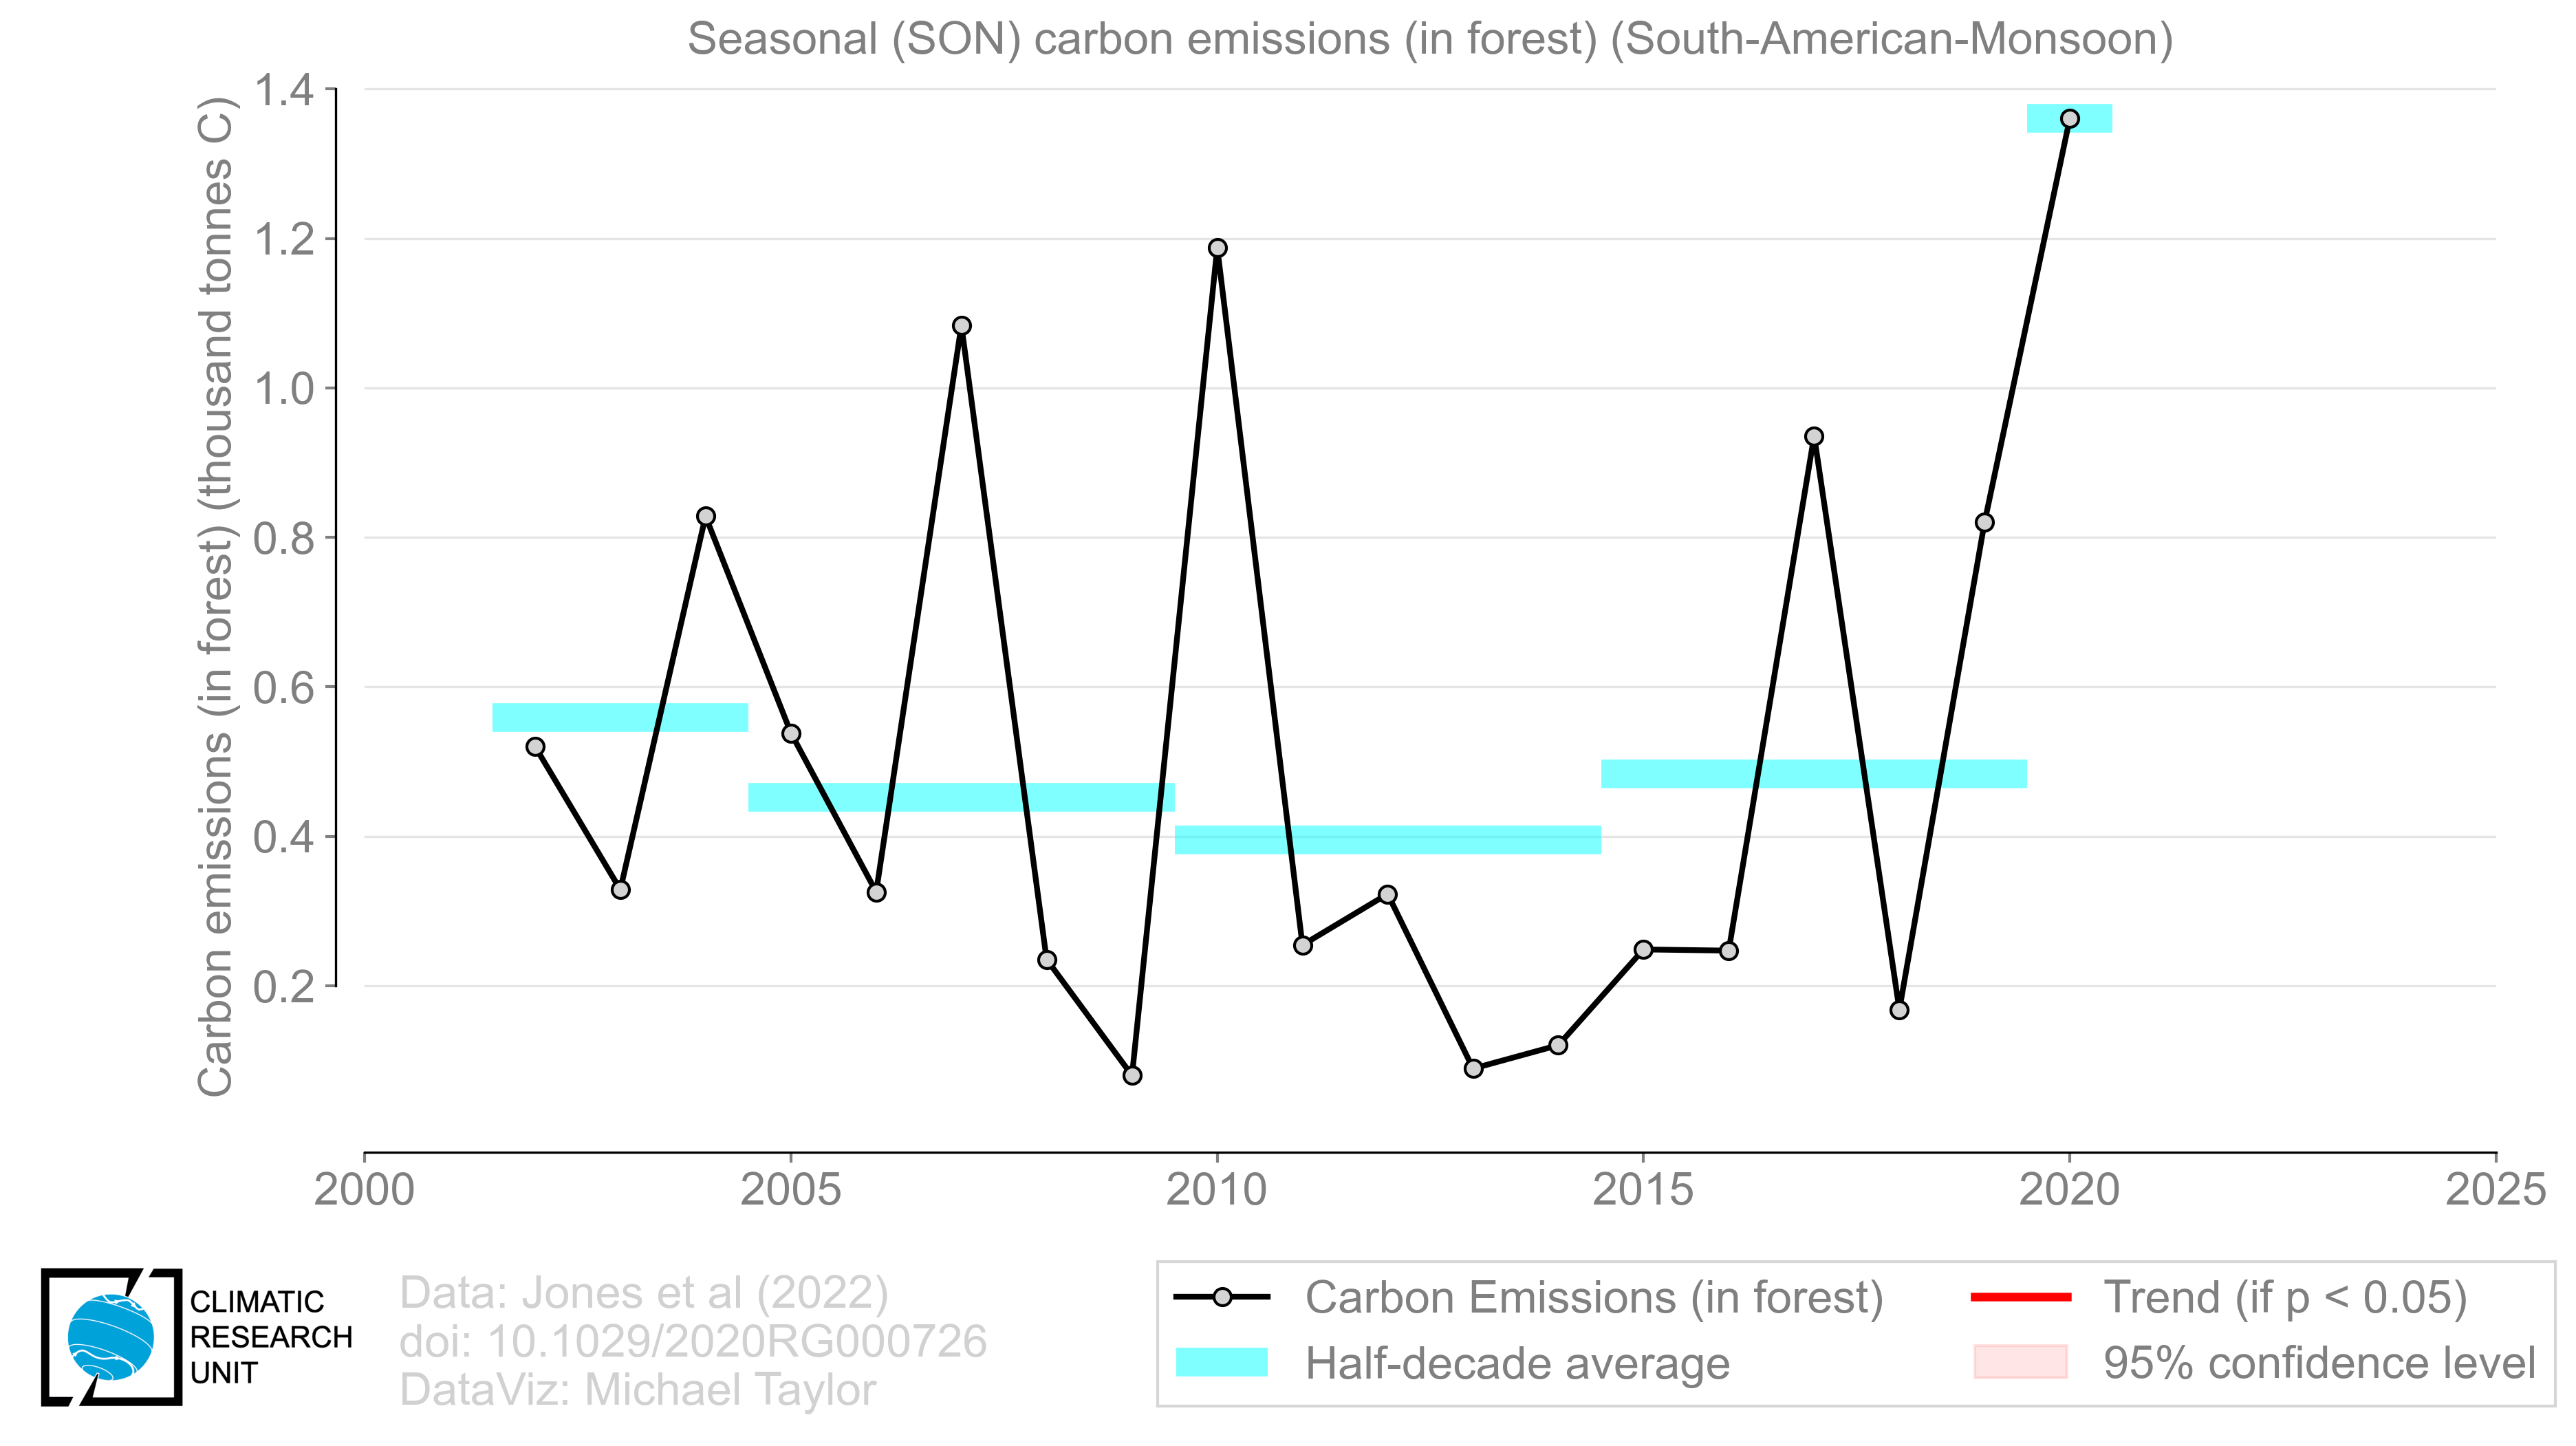 Seasonal (SON) carbon emissions (in forest) (South-American-Monsoon)
Carbon emissions (in forest) (thousand tonnes C)
1.4
1.2
1.0
0.8
0.6
0.4
0.2
2000 2005 2010 2015 2020 2025
CLIMATIC
RESEARCH
UNIT
Data: Jones et al (2022)
doi: 10.1029/2020RG000726
DataViz: Michael Taylor
Carbon Emissions (in forest)
Half-decade average
Trend (if p < 0.05)
95% confidence level